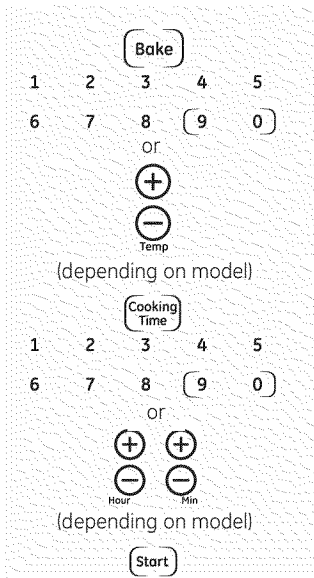 Bake
1 2 3 4 5
6 7 8 9 0
or
+
−
Temp
(depending on model)
Cooking
Time
1 2 3 4 5
6 7 8 9 0
or
+ +
− −
Hour Min
(depending on model)
Start